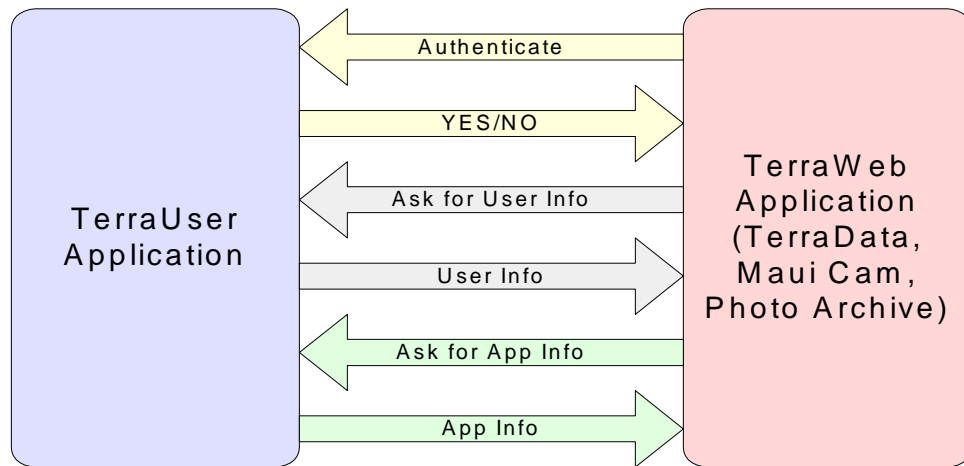 Authenticate
YES/NO
Ask for User Info
User Info
Ask for App Info
App Info
TerraUser
Application
TerraWeb
Application
(TerraData,
Maui Cam,
Photo Archive)